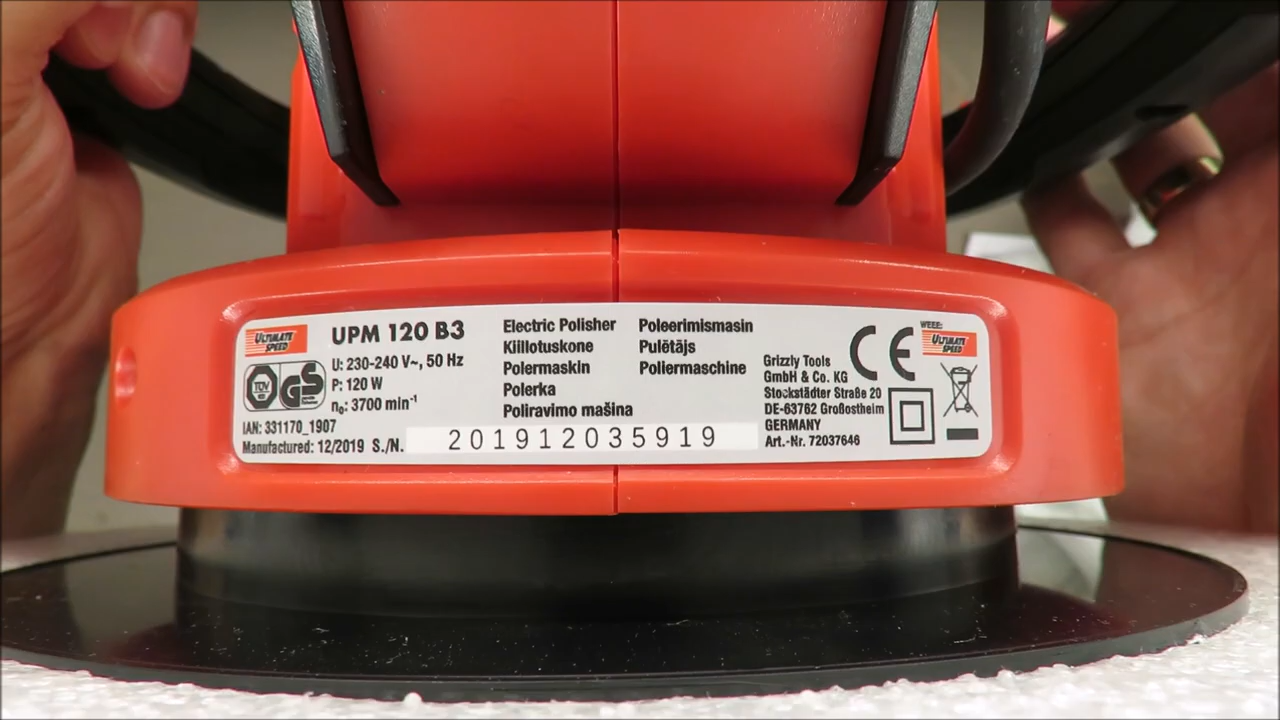 ULTIMATE SPEED
UPM 120 B3
U: 230-240 V~, 50 Hz
P: 120 W
n₀: 3700 min⁻¹
TÜV
GS
IAN: 331170_1907
Manufactured: 12/2019 S./N. 201912035919
Electric Polisher
Kiillotuskone
Polermaskin
Polerka
Poliravimo mašina
Poleerimismasin
Pulētājs
Poliermaschine
Grizzly Tools
GmbH & Co. KG
Stockstädter Straße 20
DE-63762 Großostheim
GERMANY
Art.-Nr. 72037646
CE
WEEE:
ULTIMATE SPEED